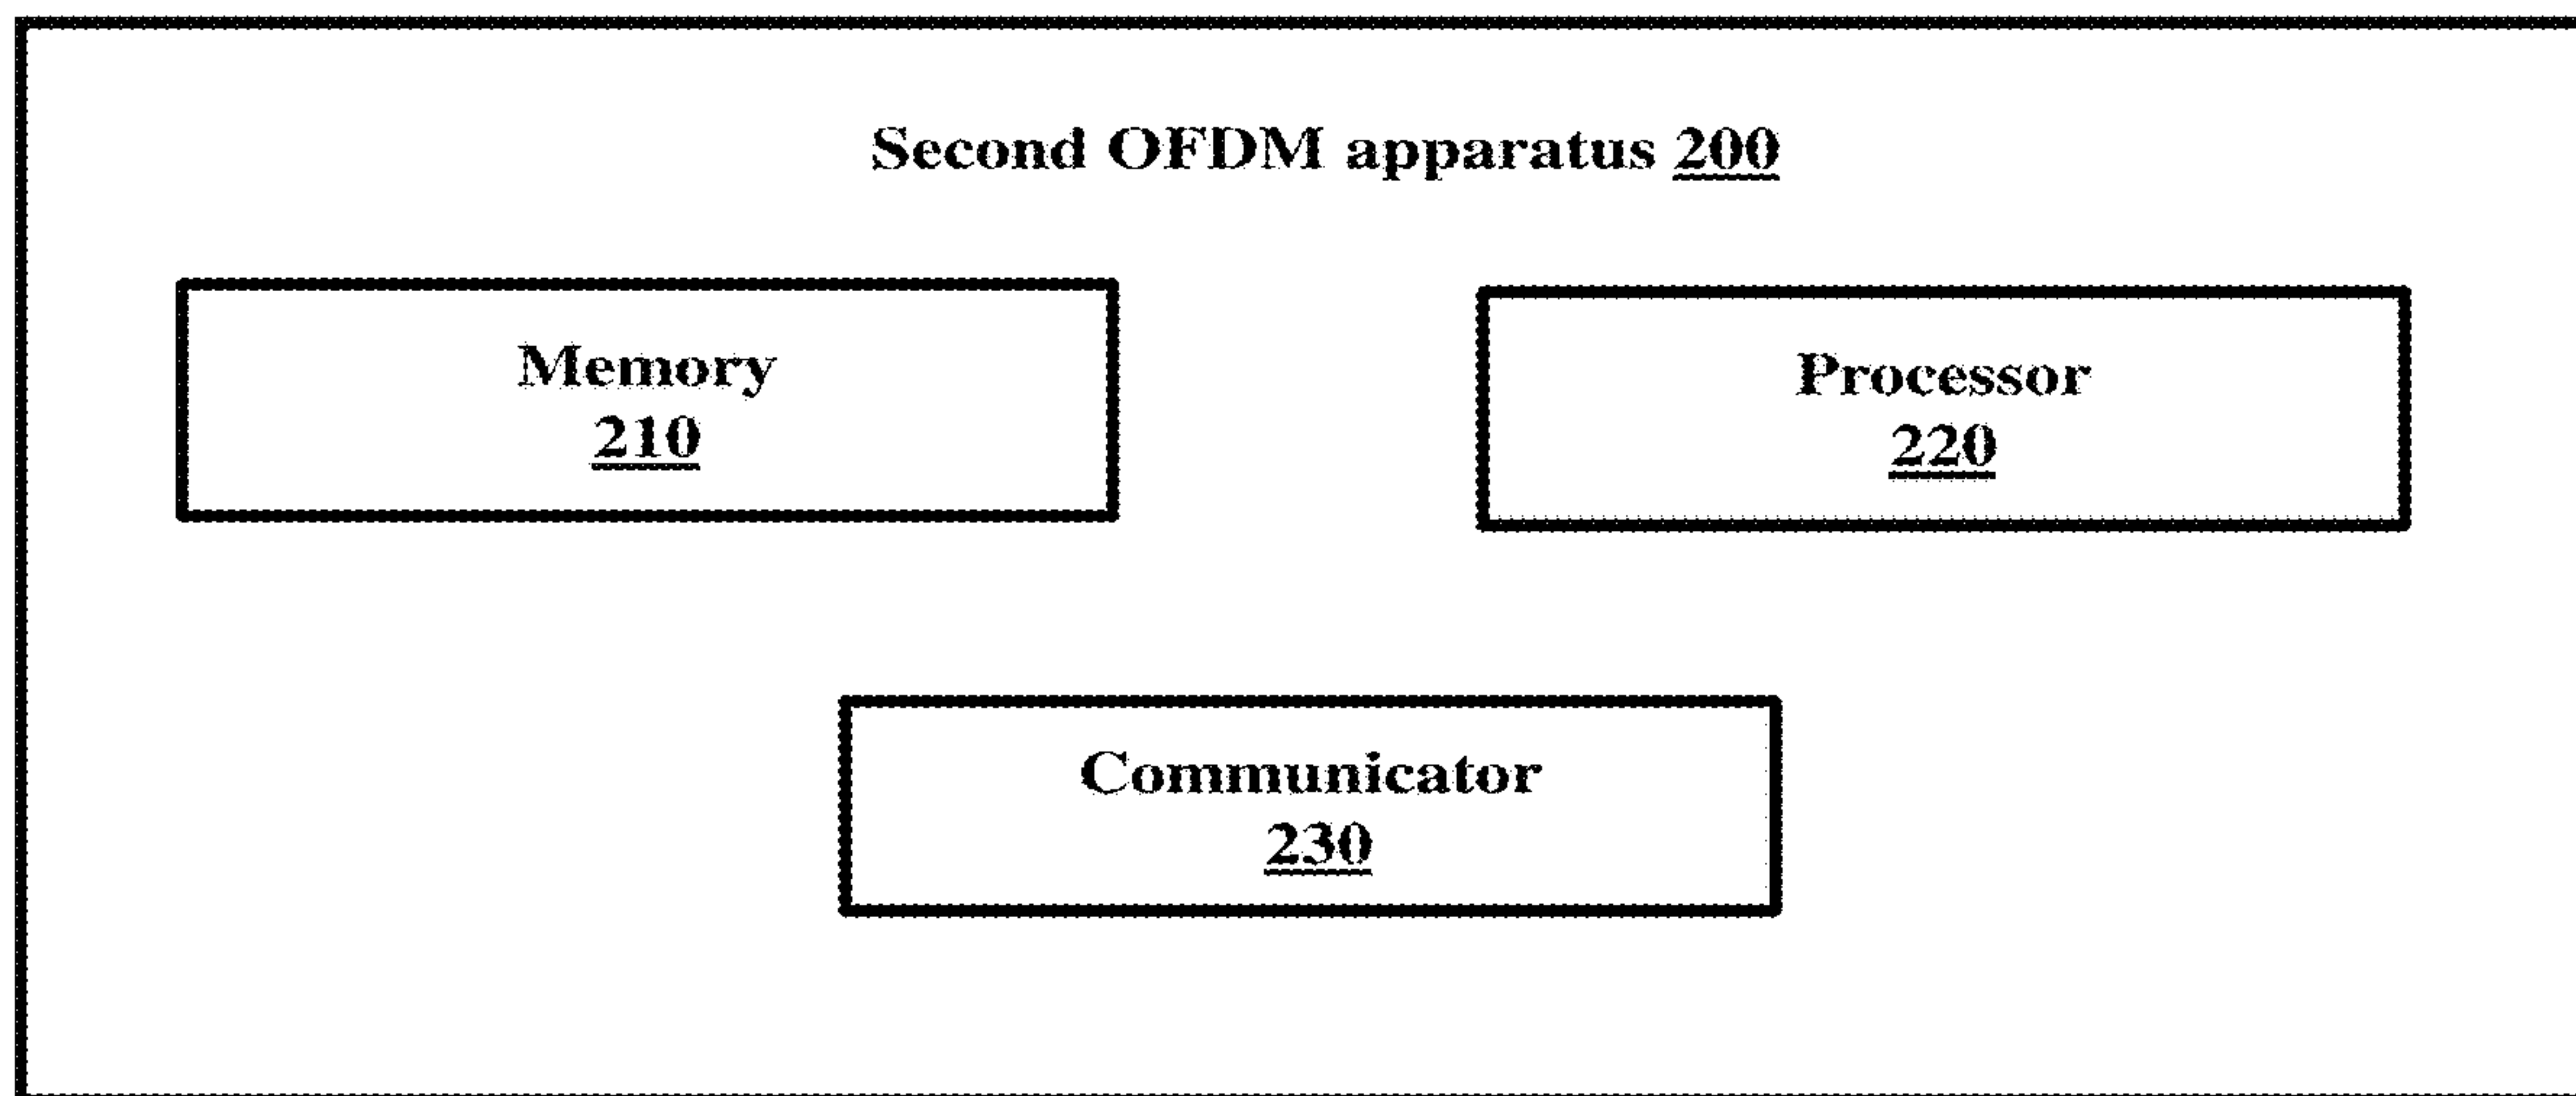 Second OFDM apparatus 200
Memory
210
Processor
220
Communicator
230